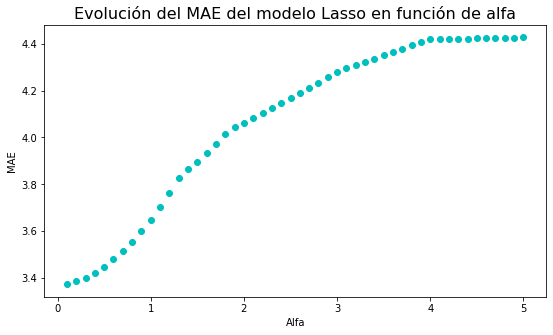 Evolución del MAE del modelo Lasso en función de alfa
4.4
4.2
4.0
3.8
3.6
3.4
MAE
0 1 2 3 4 5
Alfa